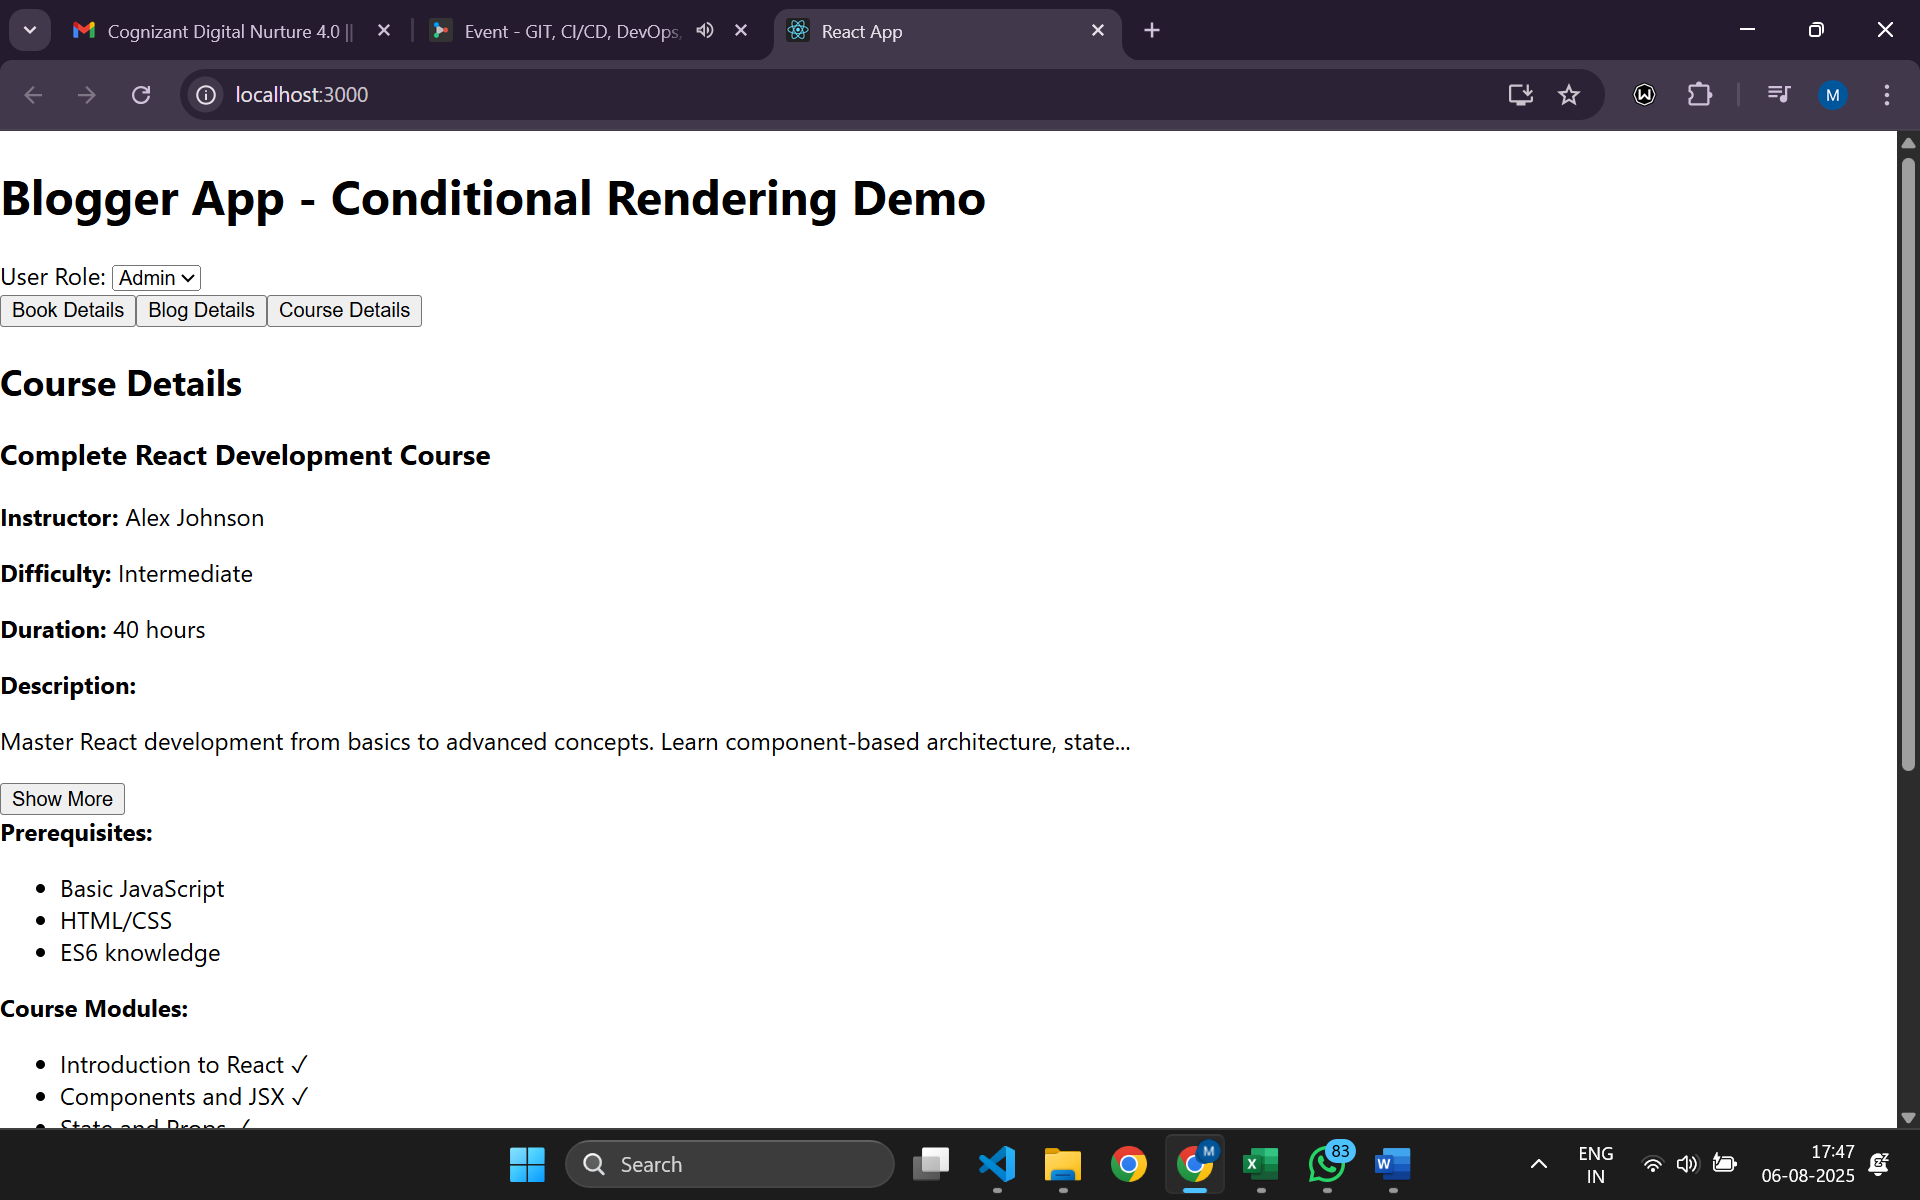 Cognizant Digital Nurture 4.0 ||
Event - GIT, CI/CD, DevOps,
React App
localhost:3000
M
Blogger App - Conditional Rendering Demo
User Role: Admin
Book Details Blog Details Course Details
Course Details
Complete React Development Course
Instructor: Alex Johnson
Difficulty: Intermediate
Duration: 40 hours
Description:
Master React development from basics to advanced concepts. Learn component-based architecture, state...
Show More
Prerequisites:
• Basic JavaScript
• HTML/CSS
• ES6 knowledge
Course Modules:
• Introduction to React ✓
• Components and JSX ✓
• State and Props ✓
Search
M
83
ENG
IN
17:47
06-08-2025